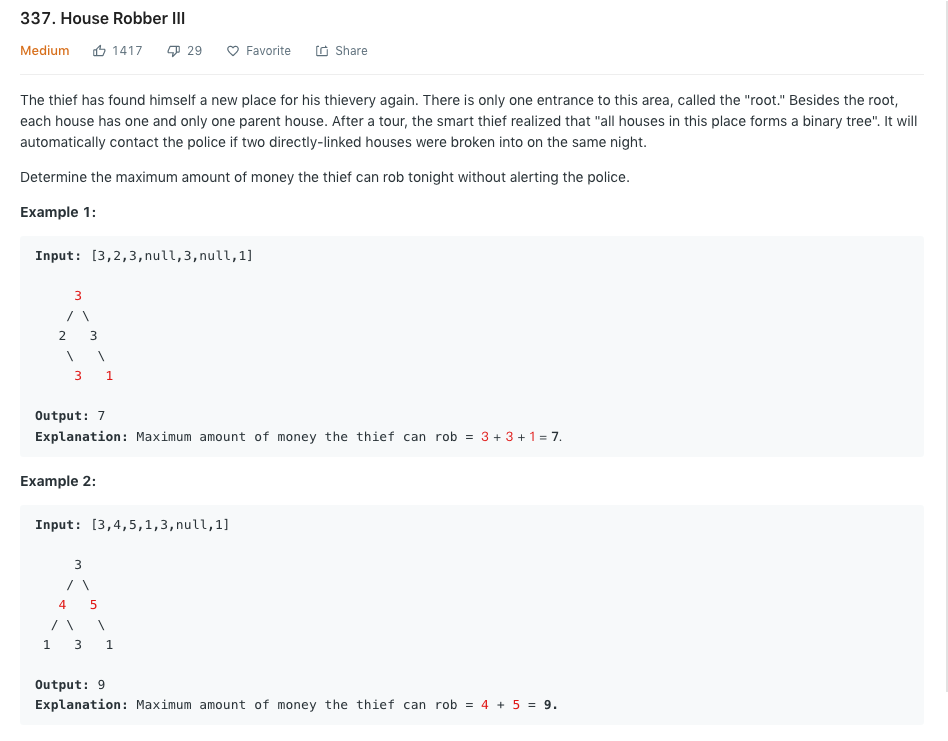 337. House Robber III
Medium 1417 29 Favorite Share
The thief has found himself a new place for his thievery again. There is only one entrance to this area, called the "root." Besides the root,
each house has one and only one parent house. After a tour, the smart thief realized that "all houses in this place forms a binary tree". It will
automatically contact the police if two directly-linked houses were broken into on the same night.
Determine the maximum amount of money the thief can rob tonight without alerting the police.
Example 1:
Input: [3,2,3,null,3,null,1]
3
/ \
2 3
\ \
3 1
Output: 7
Explanation: Maximum amount of money the thief can rob = 3 + 3 + 1 = 7.
Example 2:
Input: [3,4,5,1,3,null,1]
3
/ \
4 5
/ \ \
1 3 1
Output: 9
Explanation: Maximum amount of money the thief can rob = 4 + 5 = 9.